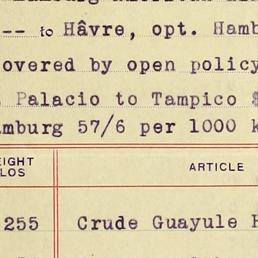 -- to Hâvre, opt. Hamb
overed by open policy
Palacio to Tampico $
mburg 57/6 per 1000 k
EIGHT
LOS
ARTICLE
255 Crude Guayule